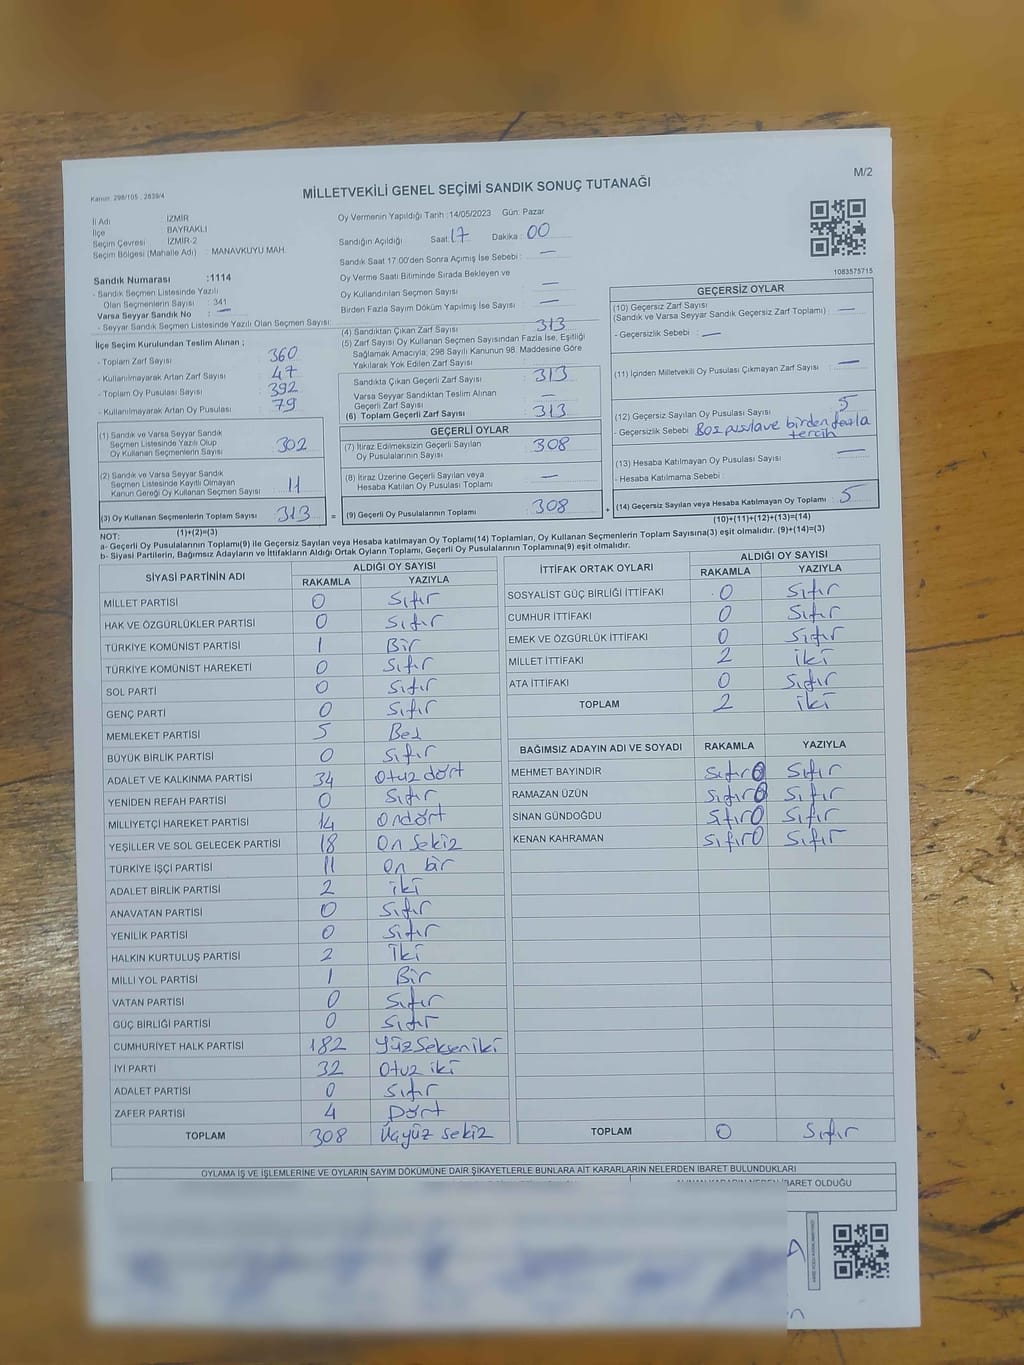 M/2
Kanun: 298/105 ; 2839/4
MİLLETVEKİLİ GENEL SEÇİMİ SANDIK SONUÇ TUTANAĞI
İl Adı : İZMİR
İlçe : BAYRAKLI
Seçim Çevresi : İZMİR-2
Seçim Bölgesi (Mahalle Adı) : MANAVKUYU MAH.
Sandık Numarası : 1114
- Sandık Seçmen Listesinde Yazılı
Olan Seçmenlerin Sayısı : 341
Varsa Seyyar Sandık No : —
- Seyyar Sandık Seçmen Listesinde Yazılı Olan Seçmen Sayısı:
Oy Vermenin Yapıldığı Tarih : 14/05/2023 Gün: Pazar
Sandığın Açıldığı Saat: 17 Dakika : 00
Sandık Saat 17:00'den Sonra Açımış İse Sebebi : —
Oy Verme Saati Bitiminde Sırada Bekleyen ve
Oy Kullandırılan Seçmen Sayısı : —
Birden Fazla Sayım Döküm Yapılmış İse Sayısı : —
1083575715
İlçe Seçim Kurulundan Teslim Alınan ;
- Toplam Zarf Sayısı : 360
- Kullanılmayarak Artan Zarf Sayısı : 47
- Toplam Oy Pusulası Sayısı : 392
- Kullanılmayarak Artan Oy Pusulası : 79
(1) Sandık ve Varsa Seyyar Sandık
Seçmen Listesinde Yazılı Olup
Oy Kullanan Seçmenlerin Sayısı : 302
(2) Sandık ve Varsa Seyyar Sandık
Seçmen Listesinde Kayıtlı Olmayan
Kanun Gereği Oy Kullanan Seçmen Sayısı : 11
(3) Oy Kullanan Seçmenlerin Toplam Sayısı : 313 =
(1)+(2)=(3)
(4) Sandıktan Çıkan Zarf Sayısı : 313
(5) Zarf Sayısı Oy Kullanan Seçmen Sayısından Fazla İse, Eşitliği
Sağlamak Amacıyla; 298 Sayılı Kanunun 98. Maddesine Göre
Yakılarak Yok Edilen Zarf Sayısı :
Sandıkta Çıkan Geçerli Zarf Sayısı : 313
Varsa Seyyar Sandıktan Teslim Alınan
Geçerli Zarf Sayısı : —
(6) Toplam Geçerli Zarf Sayısı : 313
GEÇERLİ OYLAR
(7) İtiraz Edilmeksizin Geçerli Sayılan
Oy Pusulalarının Sayısı : 308
(8) İtiraz Üzerine Geçerli Sayılan veya
Hesaba Katılan Oy Pusulası Toplamı : —
(9) Geçerli Oy Pusulalarının Toplamı : 308 +
GEÇERSİZ OYLAR
(10) Geçersiz Zarf Sayısı
(Sandık ve Varsa Seyyar Sandık Geçersiz Zarf Toplamı) : —
- Geçersizlik Sebebi : —
(11) İçinden Milletvekili Oy Pusulası Çıkmayan Zarf Sayısı : —
(12) Geçersiz Sayılan Oy Pusulası Sayısı : 5
- Geçersizlik Sebebi : Boş pusula ve birden fazla
tercih
(13) Hesaba Katılmayan Oy Pusulası Sayısı : —
- Hesaba Katılmama Sebebi :
(14) Geçersiz Sayılan veya Hesaba Katılmayan Oy Toplamı : 5
(10)+(11)+(12)+(13)=(14)
NOT:
a- Geçerli Oy Pusulalarının Toplamı(9) ile Geçersiz Sayılan veya Hesaba katılmayan Oy Toplamı(14) Toplamları, Oy Kullanan Seçmenlerin Toplam Sayısına(3) eşit olmalıdır. (9)+(14)=(3)
b- Siyasi Partilerin, Bağımsız Adayların ve İttifakların Aldığı Ortak Oyların Toplamı, Geçerli Oy Pusulalarının Toplamına(9) eşit olmalıdır.
SİYASİ PARTİNİN ADI ALDIĞI OY SAYISI
RAKAMLA YAZIYLA
MİLLET PARTİSİ 0 Sıfır
HAK VE ÖZGÜRLÜKLER PARTİSİ 0 Sıfır
TÜRKİYE KOMÜNİST PARTİSİ 1 Bir
TÜRKİYE KOMÜNİST HAREKETİ 0 Sıfır
SOL PARTİ 0 Sıfır
GENÇ PARTİ 0 Sıfır
MEMLEKET PARTİSİ 5 Beş
BÜYÜK BİRLİK PARTİSİ 0 Sıfır
ADALET VE KALKINMA PARTİSİ 34 Otuz dört
YENİDEN REFAH PARTİSİ 0 Sıfır
MİLLİYETÇİ HAREKET PARTİSİ 14 Ondört
YEŞİLLER VE SOL GELECEK PARTİSİ 18 On Sekiz
TÜRKİYE İŞÇİ PARTİSİ 11 On bir
ADALET BİRLİK PARTİSİ 2 iki
ANAVATAN PARTİSİ 0 Sıfır
YENİLİK PARTİSİ 0 Sıfır
HALKIN KURTULUŞ PARTİSİ 2 İki
MİLLİ YOL PARTİSİ 1 Bir
VATAN PARTİSİ 0 Sıfır
GÜÇ BİRLİĞİ PARTİSİ 0 Sıfır
CUMHURİYET HALK PARTİSİ 182 YüzSekseniki
İYİ PARTİ 32 Otuz iki
ADALET PARTİSİ 0 Sıfır
ZAFER PARTİSİ 4 Dört
TOPLAM 308 Üçyüz sekiz
İTTİFAK ORTAK OYLARI ALDIĞI OY SAYISI
RAKAMLA YAZIYLA
SOSYALİST GÜÇ BİRLİĞİ İTTİFAKI 0 Sıfır
CUMHUR İTTİFAKI 0 Sıfır
EMEK VE ÖZGÜRLÜK İTTİFAKI 0 Sıfır
MİLLET İTTİFAKI 2 iki
ATA İTTİFAKI 0 Sıfır
TOPLAM 2 iki
BAĞIMSIZ ADAYIN ADI VE SOYADI RAKAMLA YAZIYLA
MEHMET BAYINDIR Sıfır 0 Sıfır
RAMAZAN ÜZÜN Sıfır 0 Sıfır
SİNAN GÜNDOĞDU Sıfır 0 Sıfır
KENAN KAHRAMAN Sıfır 0 Sıfır
TOPLAM 0 Sıfır
OYLAMA İŞ VE İŞLEMLERİNE VE OYLARIN SAYIM DÖKÜMÜNE DAİR ŞİKAYETLERLE BUNLARA AİT KARARLARIN NELERDEN İBARET BULUNDUKLARI